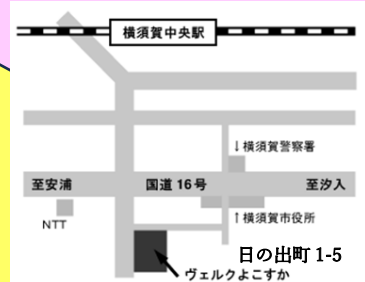 横須賀中央駅
↓横須賀警察署
至安浦
国道16号
至汐入
NTT
↑横須賀市役所
日の出町 1-5
ヴェルクよこすか